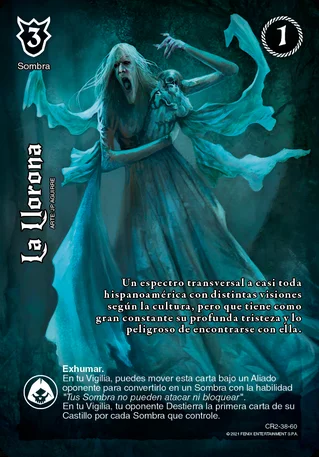 3
1
Sombra
La Llorona
ARTE: JP AGUIRRE
Un espectro transversal a casi toda
hispanoamérica con distintas visiones
según la cultura, pero que tiene como
gran constante su profunda tristeza y lo
peligroso de encontrarse con ella.
Exhumar.
En tu Vigilia, puedes mover esta carta bajo un Aliado
oponente para convertirlo en un Sombra con la habilidad
"Tus Sombra no pueden atacar ni bloquear".
En tu Vigilia, tu oponente Destierra la primera carta de su
Castillo por cada Sombra que controle.
CR2-38-60
© 2021 FENIX ENTERTAINMENT S.P.A.